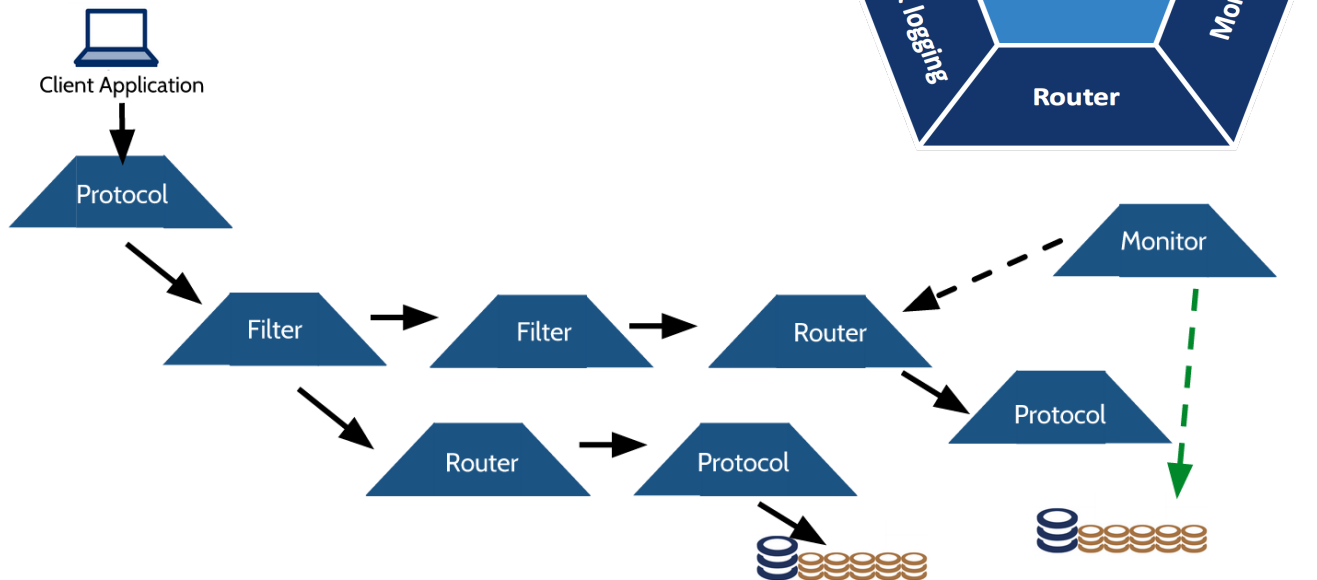 logging
Router
Client Application
Protocol
Monitor
Filter
Filter
Router
Protocol
Router
Protocol